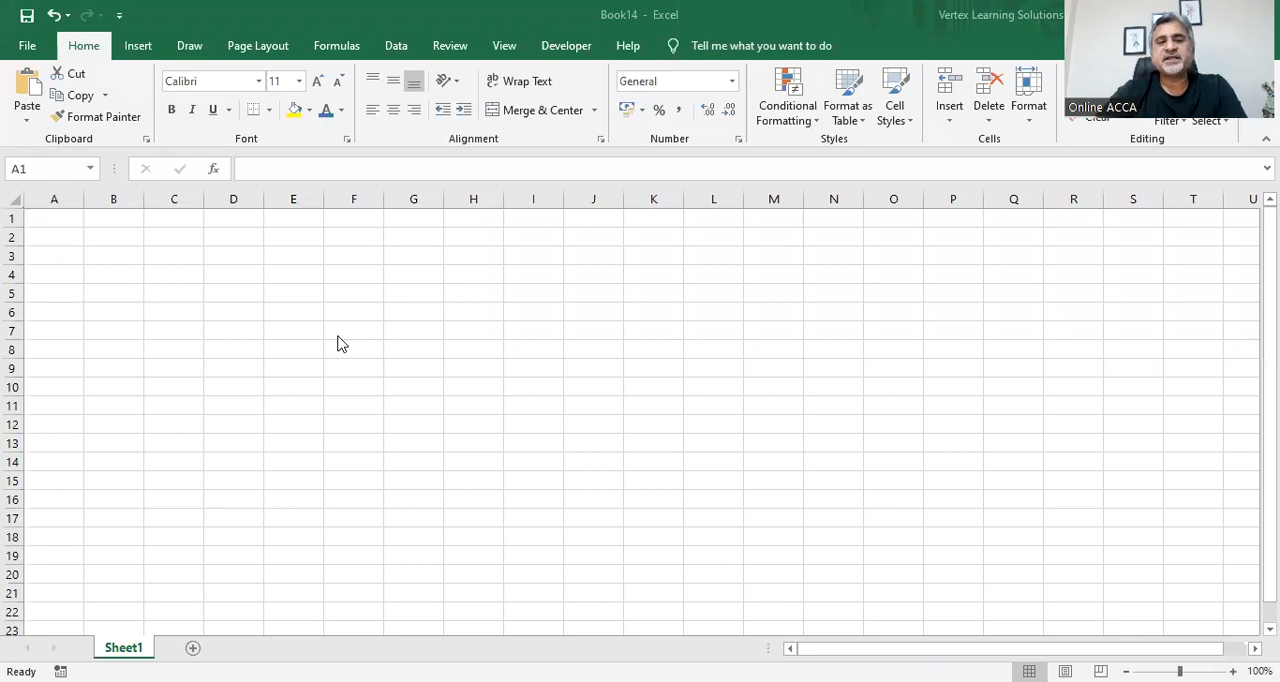 Book14 - Excel
Vertex Learning Solutions
File Home Insert Draw Page Layout Formulas Data Review View Developer Help Tell me what you want to do
Paste
Cut
Copy
Format Painter
Clipboard
Calibri 11 A A
B I U A
Font
Wrap Text
Merge & Center
Alignment
General
% , .00
Number
Conditional Formatting
Format as Table
Cell Styles
Styles
Insert
Delete
Format
Cells
Clear
Filter Select
Editing
Online ACCA
A1 fx
A B C D E F G H I J K L M N O P Q R S T U
1
2
3
4
5
6
7
8
9
10
11
12
13
14
15
16
17
18
19
20
21
22
23
Sheet1
Ready
100%